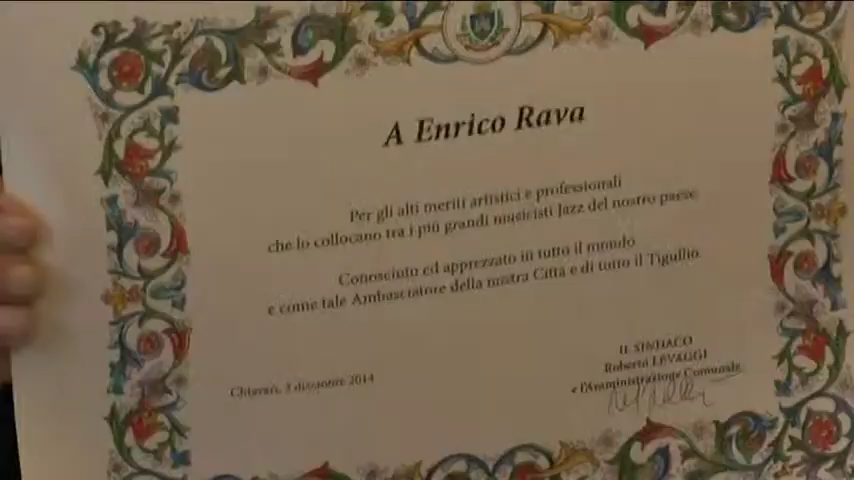 A Enrico Rava
Per gli alti meriti artistici e professionali
che lo collocano tra i più grandi musicisti Jazz del nostro paese
Conosciuto ed apprezzato in tutto il mondo
e come tale Ambasciatore della nostra Città e di tutto il Tigullio
Chiavari, 3 dicembre 2014
IL SINDACO
Roberto LEVAGGI
e l'Amministrazione Comunale